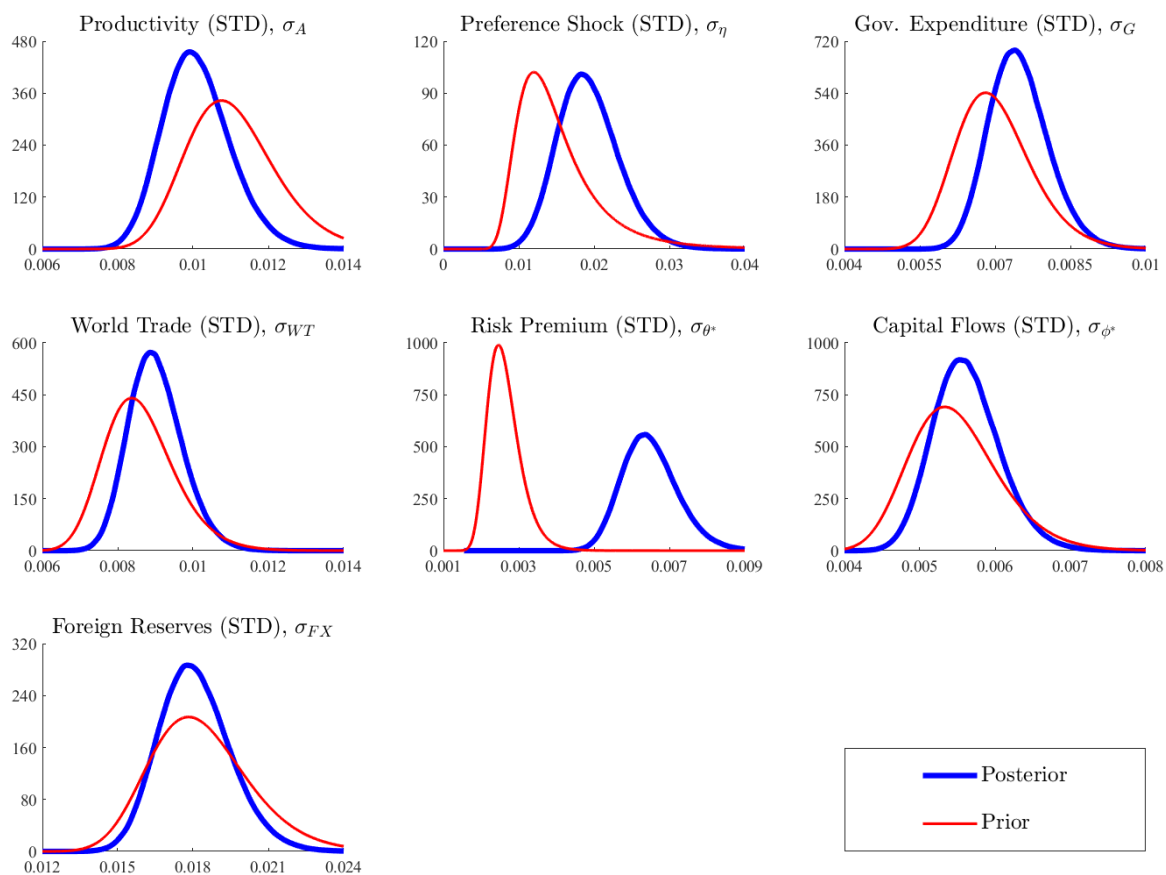 Productivity (STD), σ_A
480
360
240
120
0
0.006 0.008 0.01 0.012 0.014
Preference Shock (STD), σ_η
120
90
60
30
0
0 0.01 0.02 0.03 0.04
Gov. Expenditure (STD), σ_G
720
540
360
180
0
0.004 0.0055 0.007 0.0085 0.01
World Trade (STD), σ_WT
600
450
300
150
0
0.006 0.008 0.01 0.012 0.014
Risk Premium (STD), σ_θ*
1000
750
500
250
0
0.001 0.003 0.005 0.007 0.009
Capital Flows (STD), σ_ϕ*
1000
750
500
250
0
0.004 0.005 0.006 0.007 0.008
Foreign Reserves (STD), σ_FX
320
240
160
80
0
0.012 0.015 0.018 0.021 0.024
Posterior
Prior